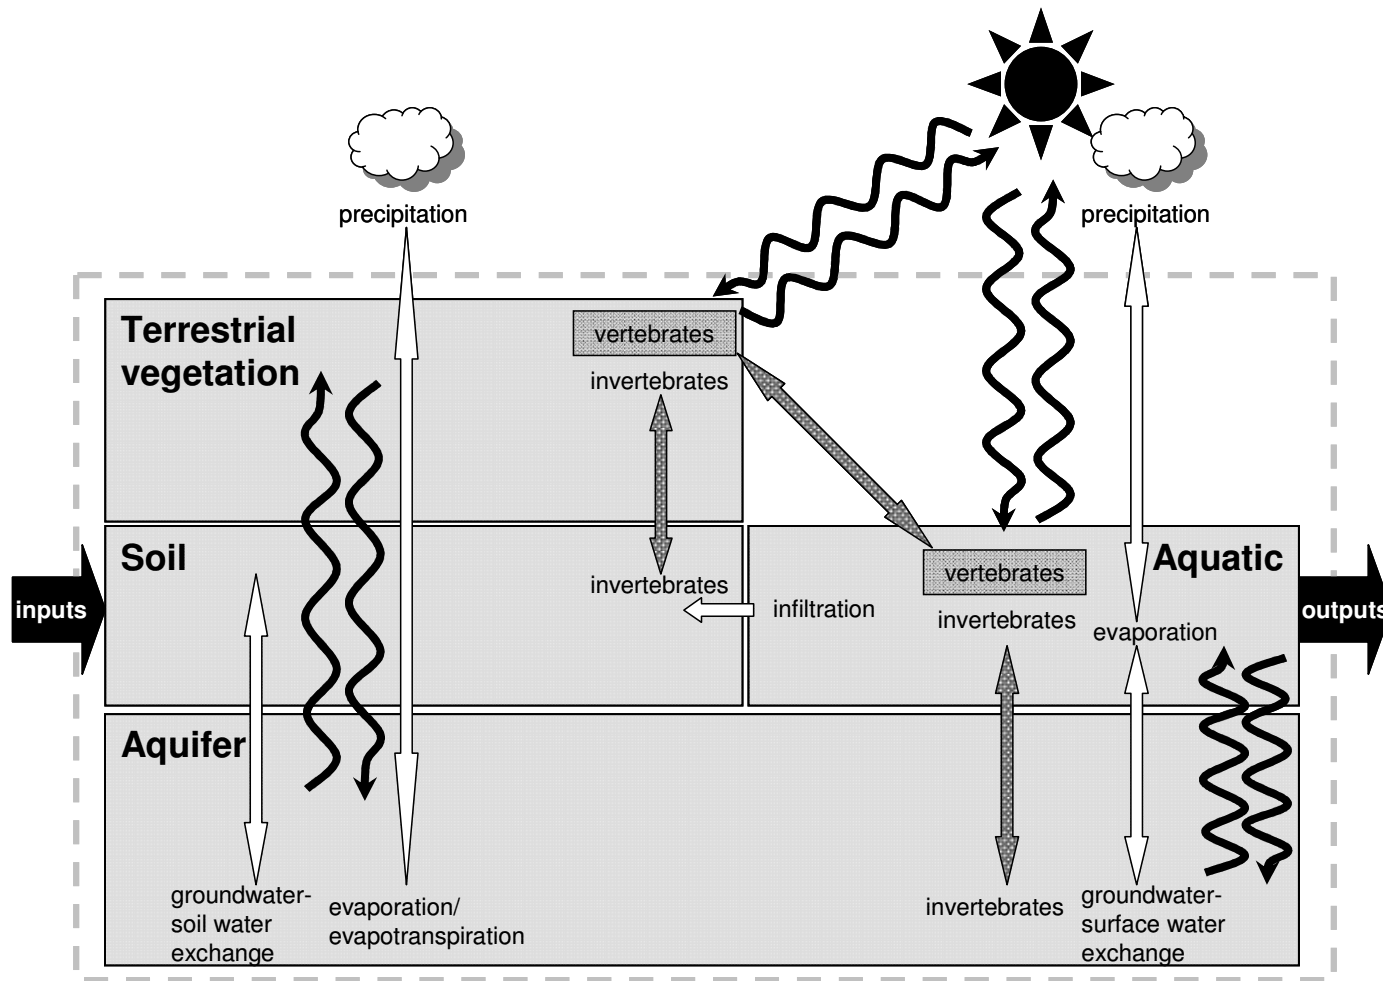 precipitation
precipitation
Terrestrial
vegetation
vertebrates
invertebrates
Soil
invertebrates
infiltration
Aquatic
vertebrates
invertebrates
evaporation
inputs
outputs
Aquifer
groundwater-
soil water
exchange
evaporation/
evapotranspiration
invertebrates
groundwater-
surface water
exchange